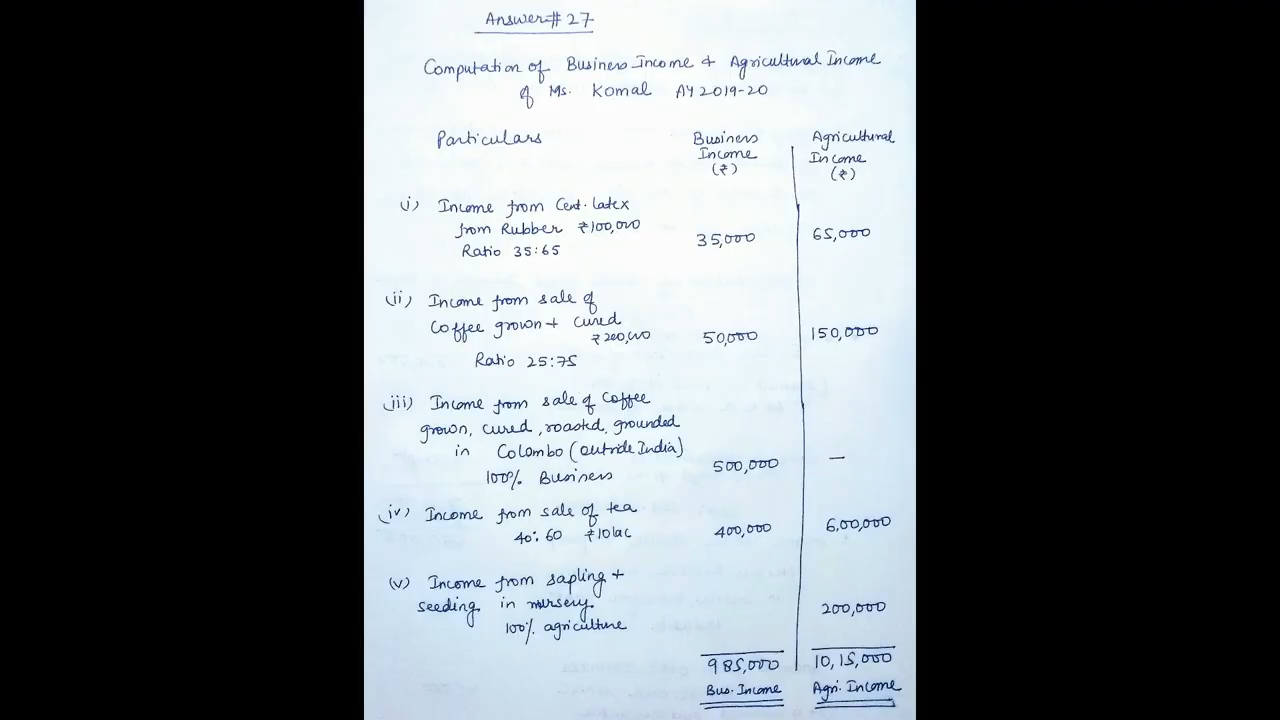 Answer# 27
Computation of Business Income + Agricultural Income
of Ms. Komal AY 2019-20
Particulars
Business Income (₹)
Agricultural Income (₹)
i) Income from Cent. latex
from Rubber ₹100,000
Ratio 35:65
35,000
65,000
ii) Income from sale of
Coffee grown + cured
₹200,000
Ratio 25:75
50,000
150,000
iii) Income from sale of Coffee
grown, cured, roasted, grounded
in Colombo (outside India)
100% Business
500,000
—
iv) Income from sale of tea
40:60 ₹10lac
400,000
6,00,000
(v) Income from sapling +
seeding in nursery.
100% agriculture
200,000
985,000
10,15,000
Bus. Income
Agri. Income